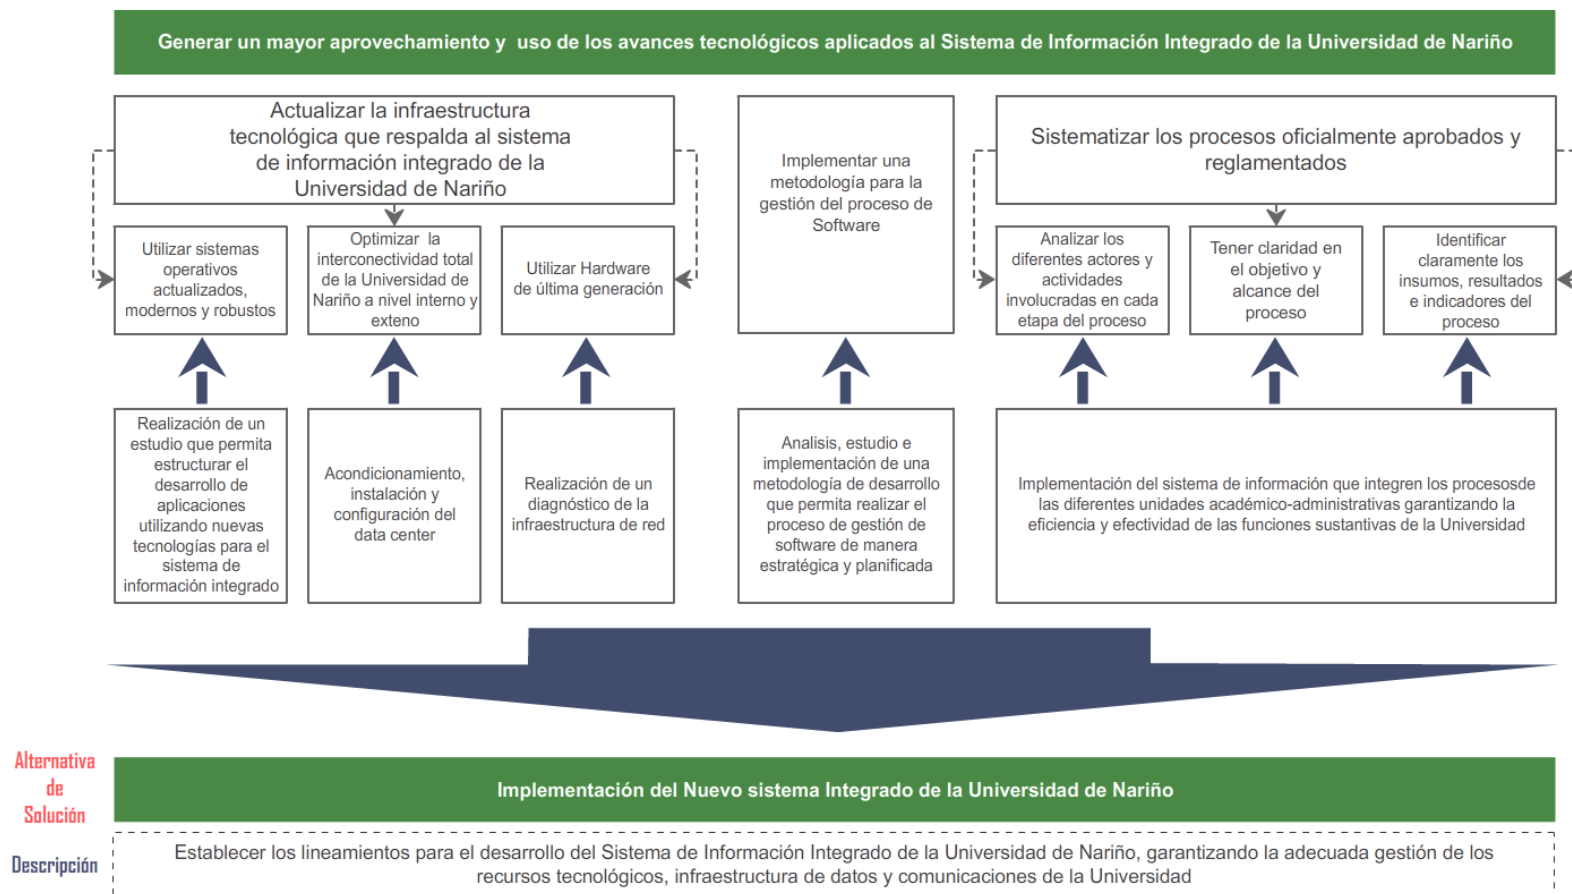 Generar un mayor aprovechamiento y uso de los avances tecnológicos aplicados al Sistema de Información Integrado de la Universidad de Nariño
Actualizar la infraestructura
tecnológica que respalda al sistema
de información integrado de la
Universidad de Nariño
Implementar una
metodología para la
gestión del proceso de
Software
Sistematizar los procesos oficialmente aprobados y
reglamentados
Utilizar sistemas
operativos
actualizados,
modernos y robustos
Optimizar la
interconectividad total
de la Universidad de
Nariño a nivel interno y
exteno
Utilizar Hardware
de última generación
Analizar los
diferentes actores y
actividades
involucradas en cada
etapa del proceso
Tener claridad en
el objetivo y
alcance del
proceso
Identificar
claramente los
insumos, resultados
e indicadores del
proceso
Realización de un
estudio que permita
estructurar el
desarrollo de
aplicaciones
utilizando nuevas
tecnologías para el
sistema de
información integrado
Acondicionamiento,
instalación y
configuración del
data center
Realización de un
diagnóstico de la
infraestructura de red
Analisis, estudio e
implementación de una
metodología de desarrollo
que permita realizar el
proceso de gestión de
software de manera
estratégica y planificada
Implementación del sistema de información que integren los procesosde
las diferentes unidades académico-administrativas garantizando la
eficiencia y efectividad de las funciones sustantivas de la Universidad
Alternativa
de
Solución
Implementación del Nuevo sistema Integrado de la Universidad de Nariño
Descripción
Establecer los lineamientos para el desarrollo del Sistema de Información Integrado de la Universidad de Nariño, garantizando la adecuada gestión de los
recursos tecnológicos, infraestructura de datos y comunicaciones de la Universidad